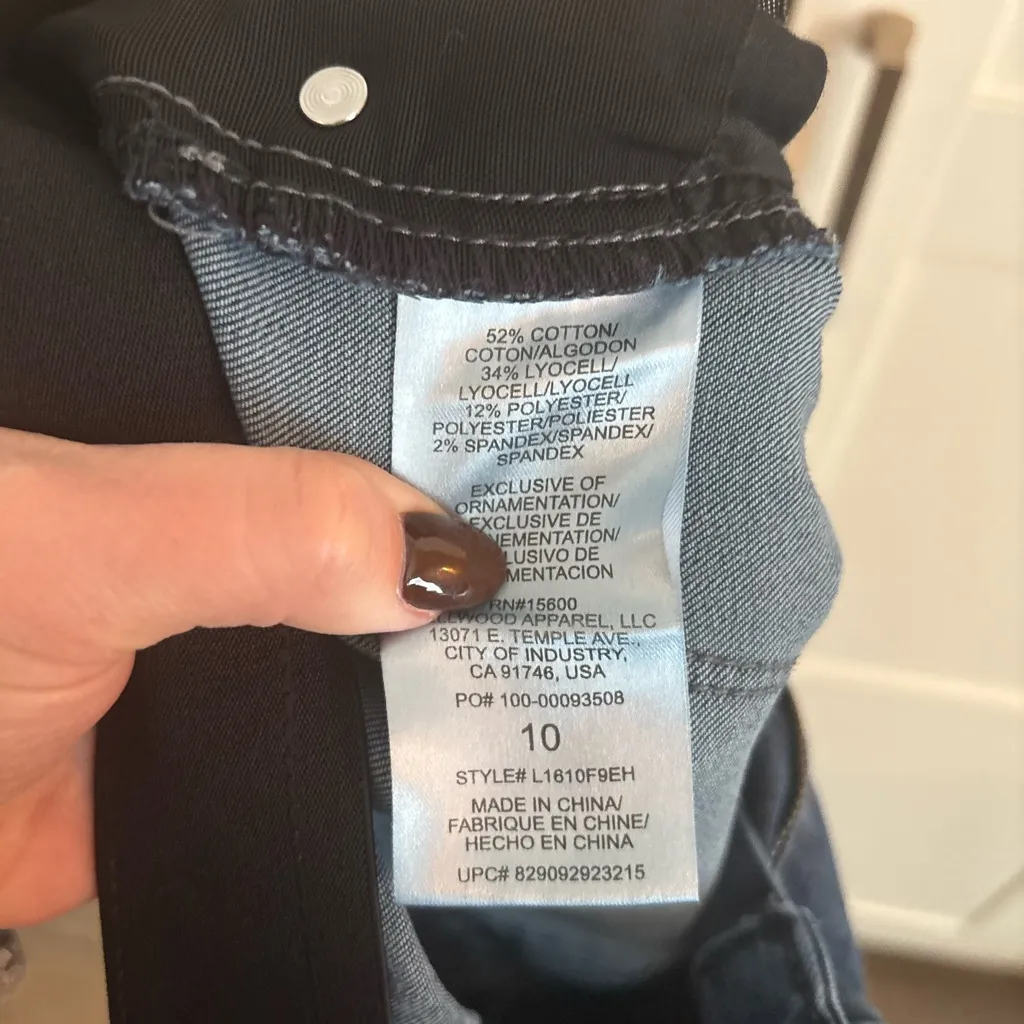 52% COTTON/
COTON/ALGODON
34% LYOCELL/
LYOCELL/LYOCELL
12% POLYESTER/
POLYESTER/POLIESTER
2% SPANDEX/SPANDEX/
SPANDEX
EXCLUSIVE OF
ORNAMENTATION/
EXCLUSIVE DE
LUSIVO DE
RN#15600
APPAREL, LLC
13071 E. TEMPLE AVE.,
CITY OF INDUSTRY,
CA 91746, USA
PO# 100-00093508
10
STYLE# L1610F9EH
MADE IN CHINA/
FABRIQUE EN CHINE/
HECHO EN CHINA
UPC# 829092923215